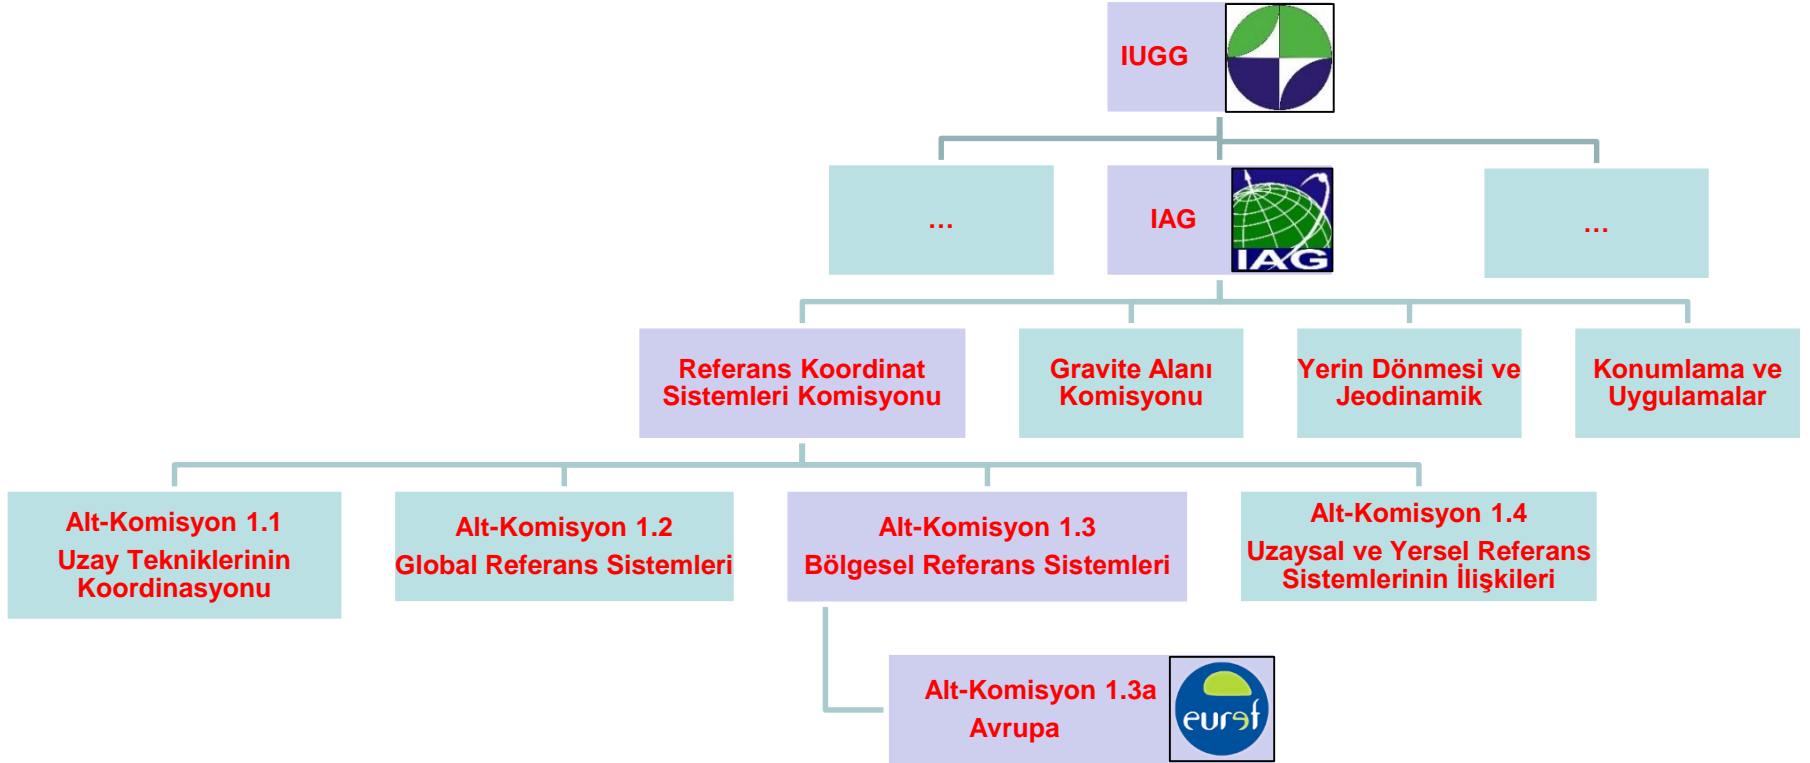 IUGG
...
IAG
IAG
...
Referans Koordinat
Sistemleri Komisyonu
Gravite Alanı
Komisyonu
Yerin Dönmesi ve
Jeodinamik
Konumlama ve
Uygulamalar
Alt-Komisyon 1.1
Uzay Tekniklerinin
Koordinasyonu
Alt-Komisyon 1.2
Global Referans Sistemleri
Alt-Komisyon 1.3
Bölgesel Referans Sistemleri
Alt-Komisyon 1.4
Uzaysal ve Yersel Referans
Sistemlerinin İlişkileri
Alt-Komisyon 1.3a
Avrupa
euref